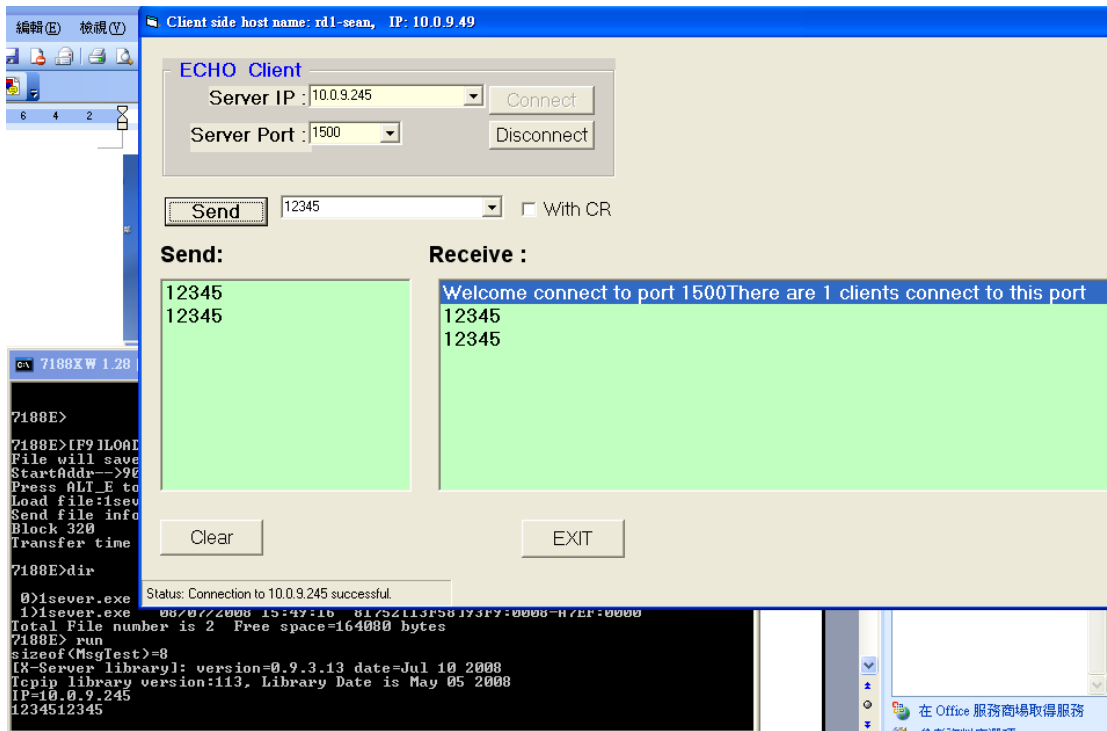 編輯(E) 檢視(V)
6 4 2
Client side host name: rd1-sean, IP: 10.0.9.49
ECHO Client
Server IP : 10.0.9.245 Connect
Server Port : 1500 Disconnect
Send 12345 With CR
Send: Receive :
12345
12345
Welcome connect to port 1500There are 1 clients connect to this port
12345
12345
Clear EXIT
Status: Connection to 10.0.9.245 successful.
7188XW 1.28
7188E>
7188E>[F9]LOAD
File will save
StartAddr-->90
Press ALT_E to
Load file:1sev
Send file info
Block 320
Transfer time
7188E>dir
0)1sever.exe
1)1sever.exe 08/07/2008 15:49:16
Total File number is 2 Free space=164080 bytes
7188E> run
sizeof(MsgTest)=8
[X-Server library]: version=0.9.3.13 date=Jul 10 2008
Tcpip library version:113, Library Date is May 05 2008
IP=10.0.9.245
1234512345
在 Office 服務商場取得服務